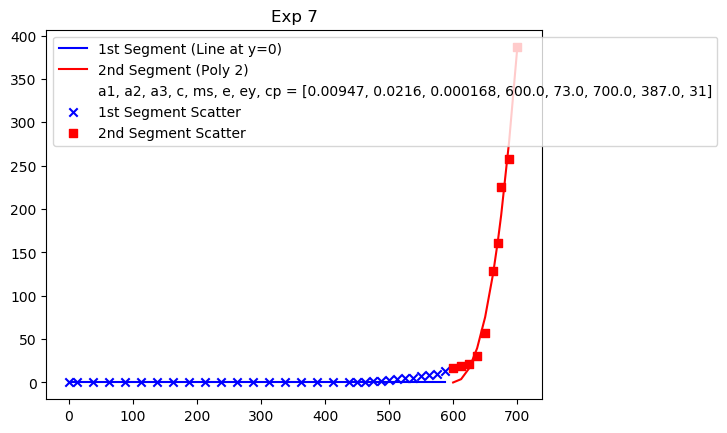 Exp 7
1st Segment (Line at y=0)
2nd Segment (Poly 2)
a1, a2, a3, c, ms, e, ey, cp = [0.00947, 0.0216, 0.000168, 600.0, 73.0, 700.0, 387.0, 31]
1st Segment Scatter
2nd Segment Scatter
400
350
300
250
200
150
100
50
0
0 100 200 300 400 500 600 700